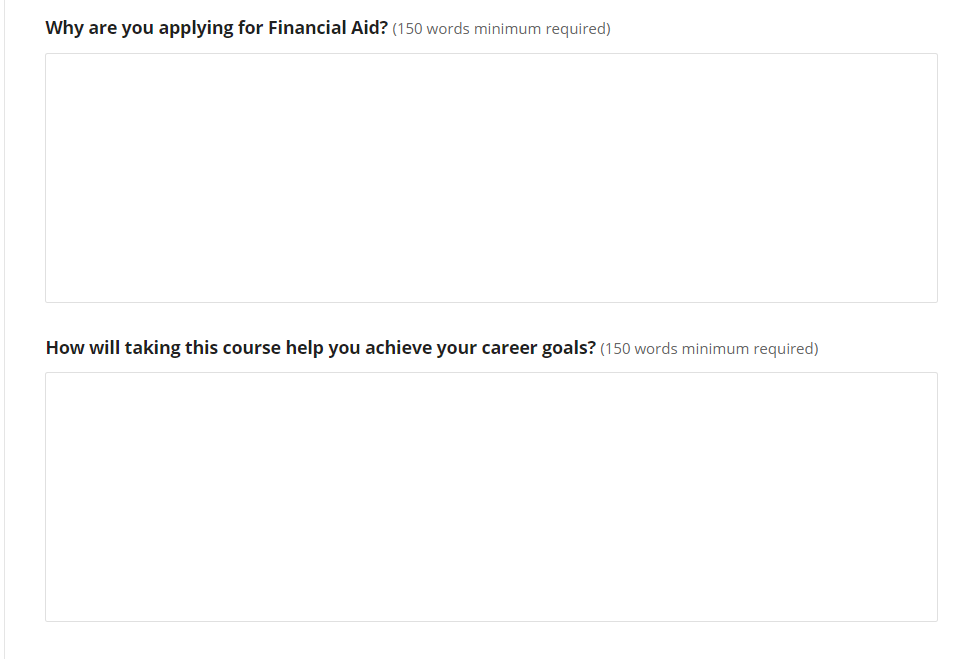 Why are you applying for Financial Aid? (150 words minimum required)
How will taking this course help you achieve your career goals? (150 words minimum required)